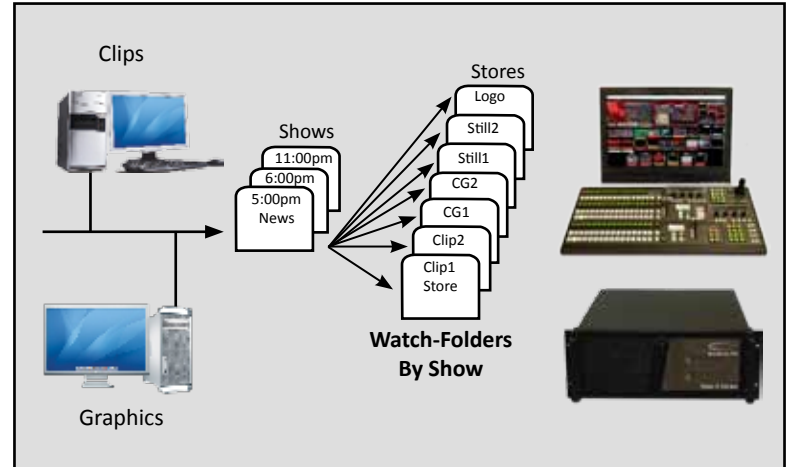 Clips
Stores
Logo
Still2
Shows
Still1
11:00pm
CG2
6:00pm
5:00pm
News
CG1
Clip2
Clip1
Store
Watch-Folders
By Show
Graphics